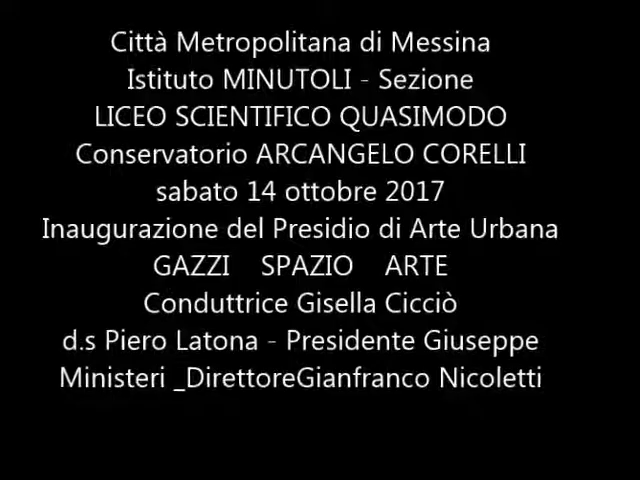 Città Metropolitana di Messina
Istituto MINUTOLI - Sezione
LICEO SCIENTIFICO QUASIMODO
Conservatorio ARCANGELO CORELLI
sabato 14 ottobre 2017
Inaugurazione del Presidio di Arte Urbana
GAZZI SPAZIO ARTE
Conduttrice Gisella Cicciò
d.s Piero Latona - Presidente Giuseppe
Ministeri _DirettoreGianfranco Nicoletti